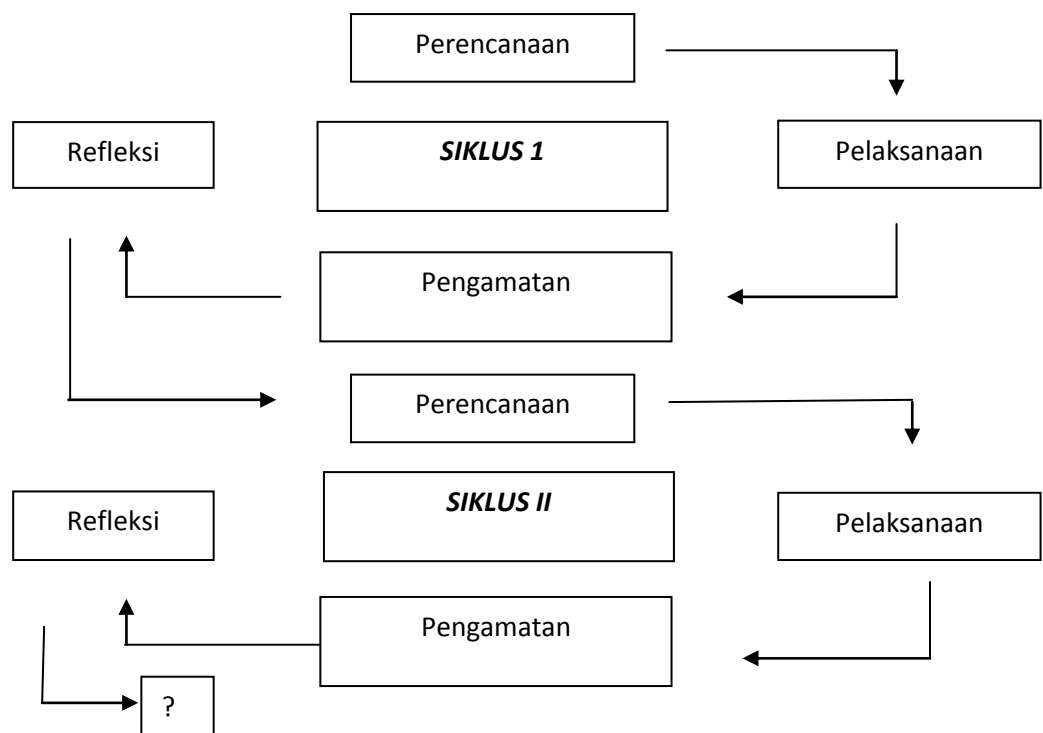 Perencanaan
Refleksi
SIKLUS 1
Pelaksanaan
Pengamatan
Perencanaan
Refleksi
SIKLUS II
Pelaksanaan
Pengamatan
?